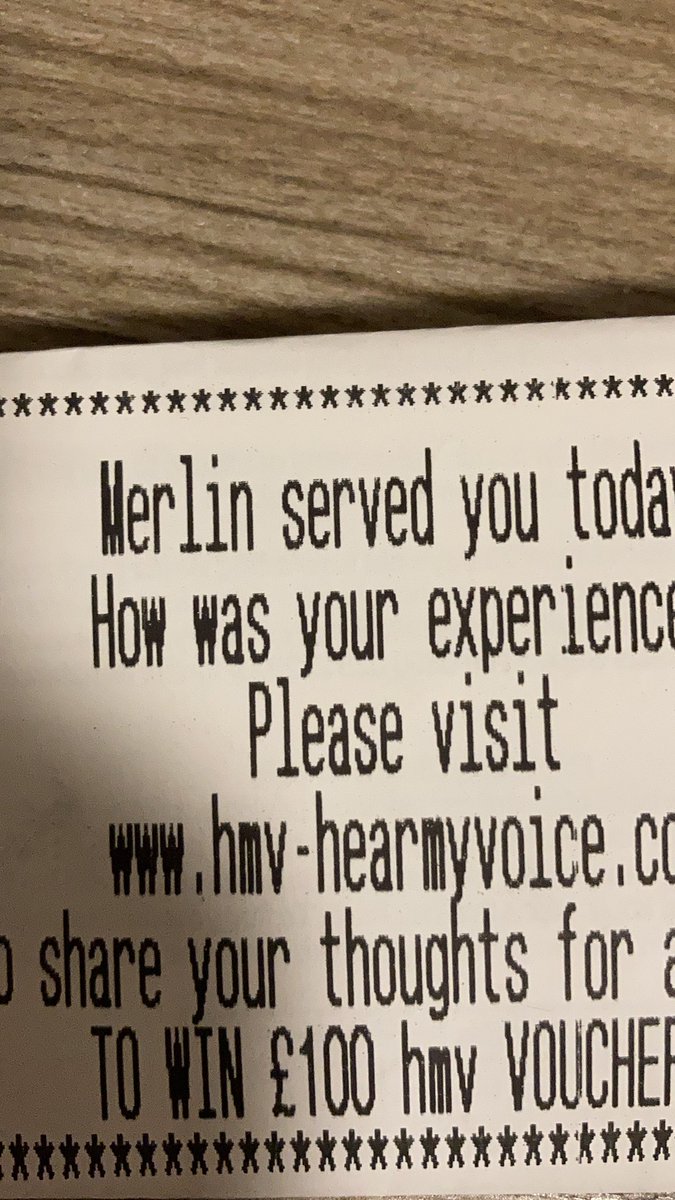 ****************************
Merlin served you toda
How was your experience
Please visit
www.hmv-hearmyvoice.co
share your thoughts for a
TO WIN £100 hmv VOUCHER
****************************